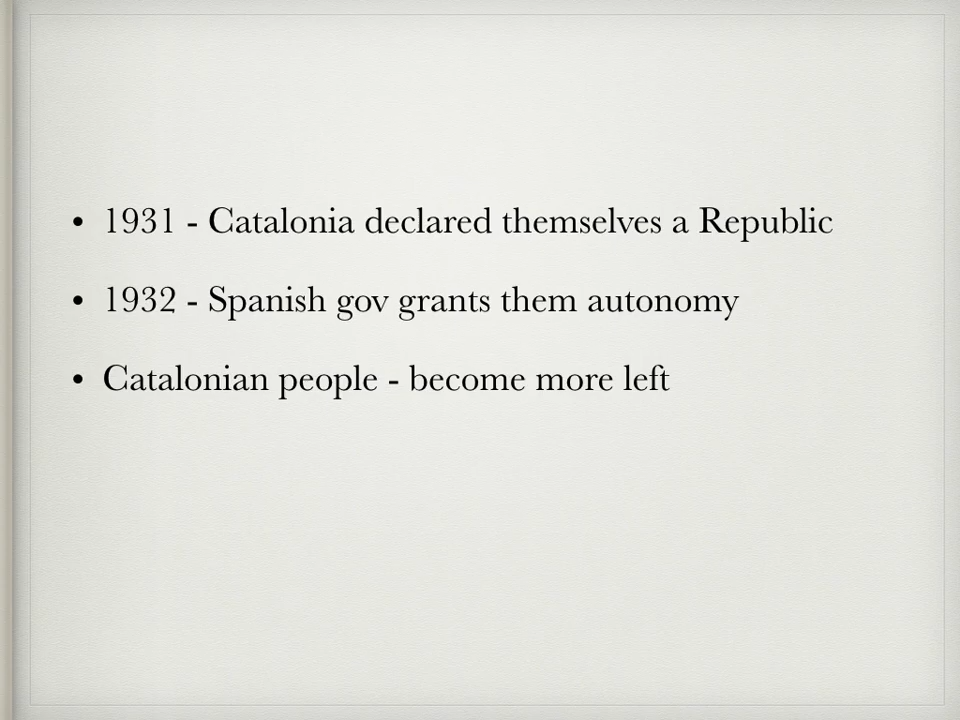 • 1931 - Catalonia declared themselves a Republic
• 1932 - Spanish gov grants them autonomy
• Catalonian people - become more left